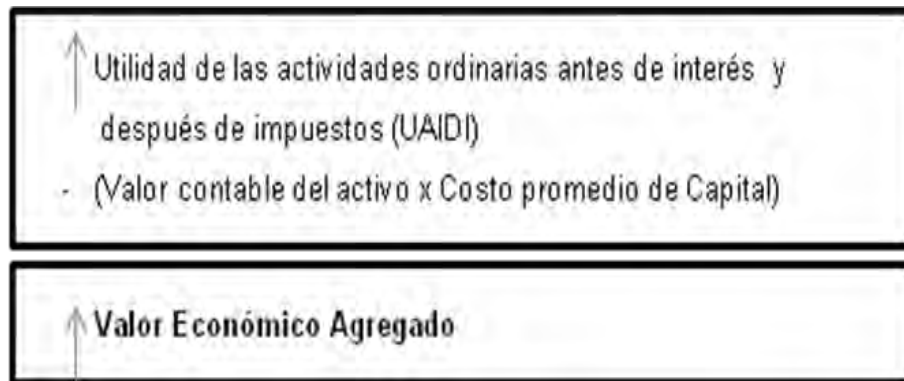 Utilidad de las actividades ordinarias antes de interés y
después de impuestos (UAIDI)
- (Valor contable del activo x Costo promedio de Capital)
Valor Económico Agregado